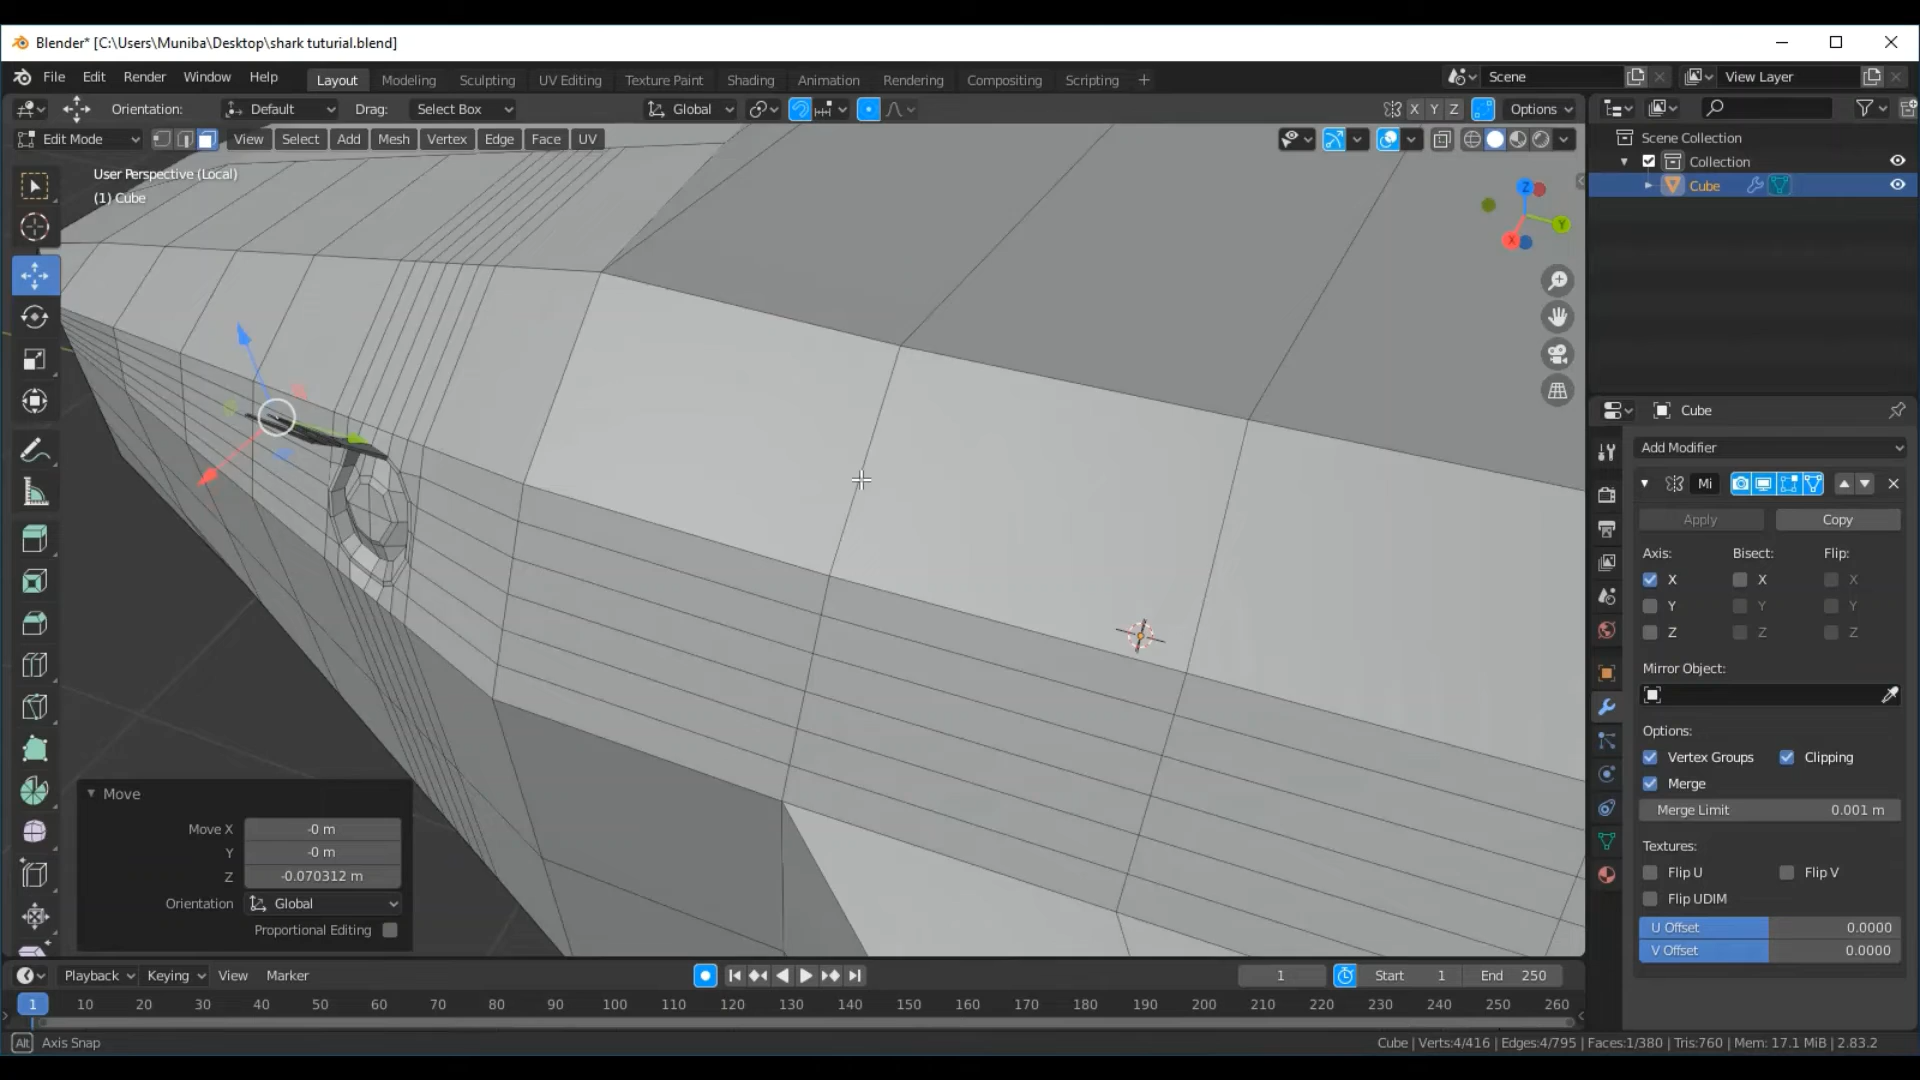 Blender* [C:\Users\Muniba\Desktop\shark tuturial.blend]
File Edit Render Window Help Layout Modeling Sculpting UV Editing Texture Paint Shading Animation Rendering Compositing Scripting + Scene View Layer
Orientation: Default Drag: Select Box Global X Y Z Options
Edit Mode View Select Add Mesh Vertex Edge Face UV
Scene Collection
Collection
Cube
User Perspective (Local)
(1) Cube
Z
Y
X
Cube
Add Modifier
Mi
Apply Copy
Axis: Bisect: Flip:
X X X
Y Y Y
Z Z Z
Mirror Object:
Options:
Vertex Groups Clipping
Merge
Merge Limit 0.001 m
Textures:
Flip U Flip V
Flip UDIM
U Offset 0.0000
V Offset 0.0000
Move
Move X -0 m
Y -0 m
Z -0.070312 m
Orientation Global
Proportional Editing
Playback Keying View Marker 1 Start 1 End 250
1 10 20 30 40 50 60 70 80 90 100 110 120 130 140 150 160 170 180 190 200 210 220 230 240 250 260
Alt Axis Snap
Cube | Verts:4/416 | Edges:4/795 | Faces:1/380 | Tris:760 | Mem: 17.1 MiB | 2.83.2